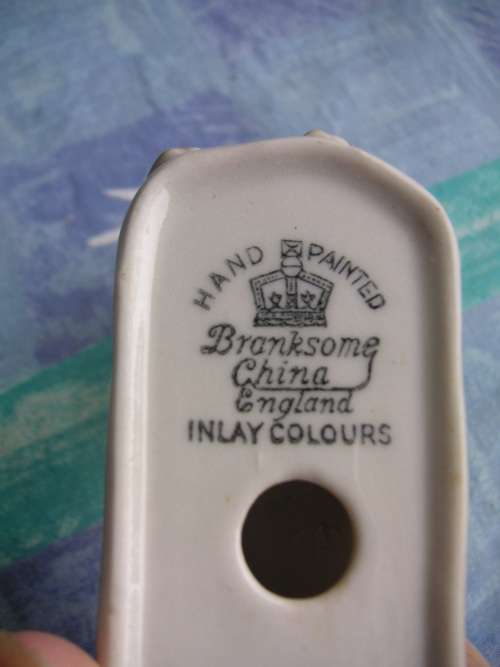 HAND PAINTED
Branksome
China
England
INLAY COLOURS